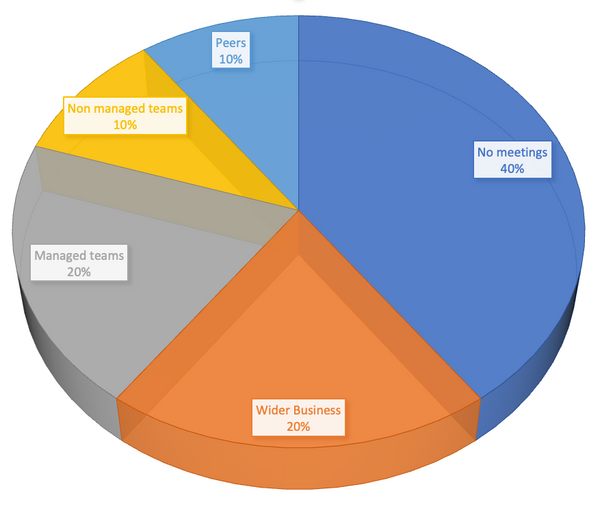 Peers
10%
No meetings
40%
Non managed teams
10%
Managed teams
20%
Wider Business
20%